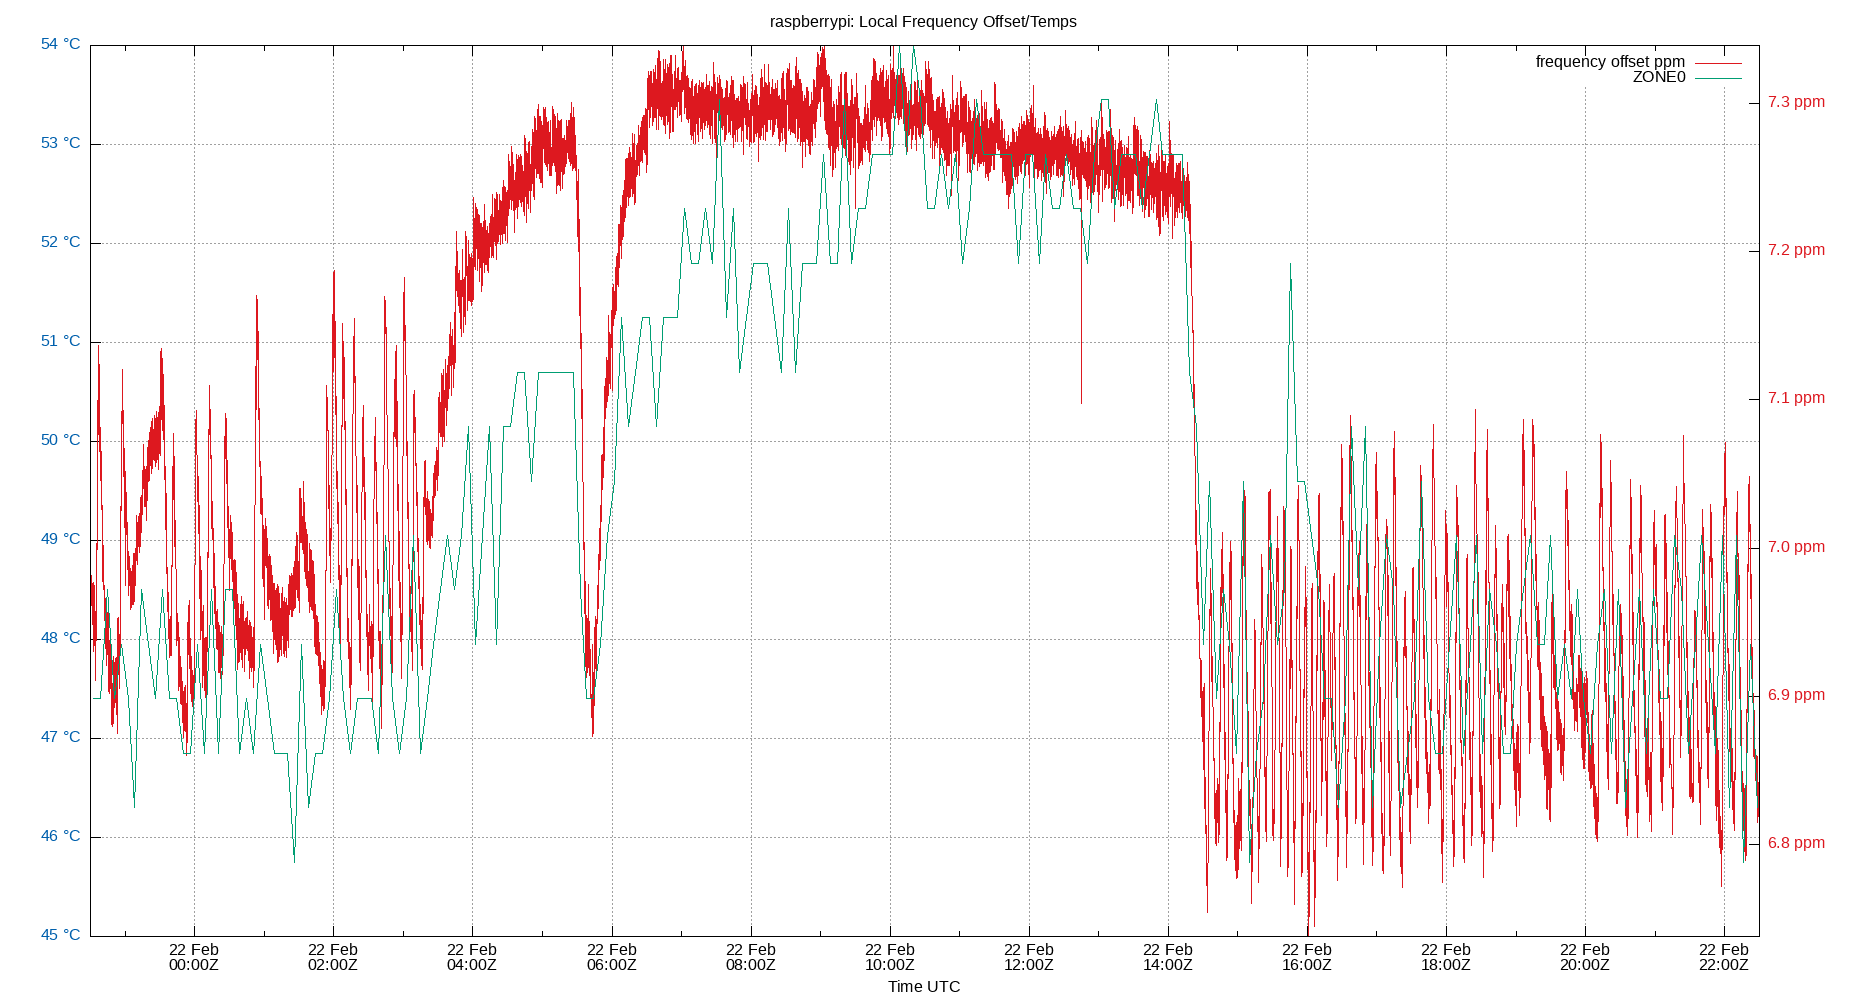 raspberrypi: Local Frequency Offset/Temps
frequency offset ppm
ZONE0
54 °C
53 °C
52 °C
51 °C
50 °C
49 °C
48 °C
47 °C
46 °C
45 °C
7.3 ppm
7.2 ppm
7.1 ppm
7.0 ppm
6.9 ppm
6.8 ppm
22 Feb 22 Feb 22 Feb 22 Feb 22 Feb 22 Feb 22 Feb 22 Feb 22 Feb 22 Feb 22 Feb 22 Feb
00:00Z 02:00Z 04:00Z 06:00Z 08:00Z 10:00Z 12:00Z 14:00Z 16:00Z 18:00Z 20:00Z 22:00Z
Time UTC